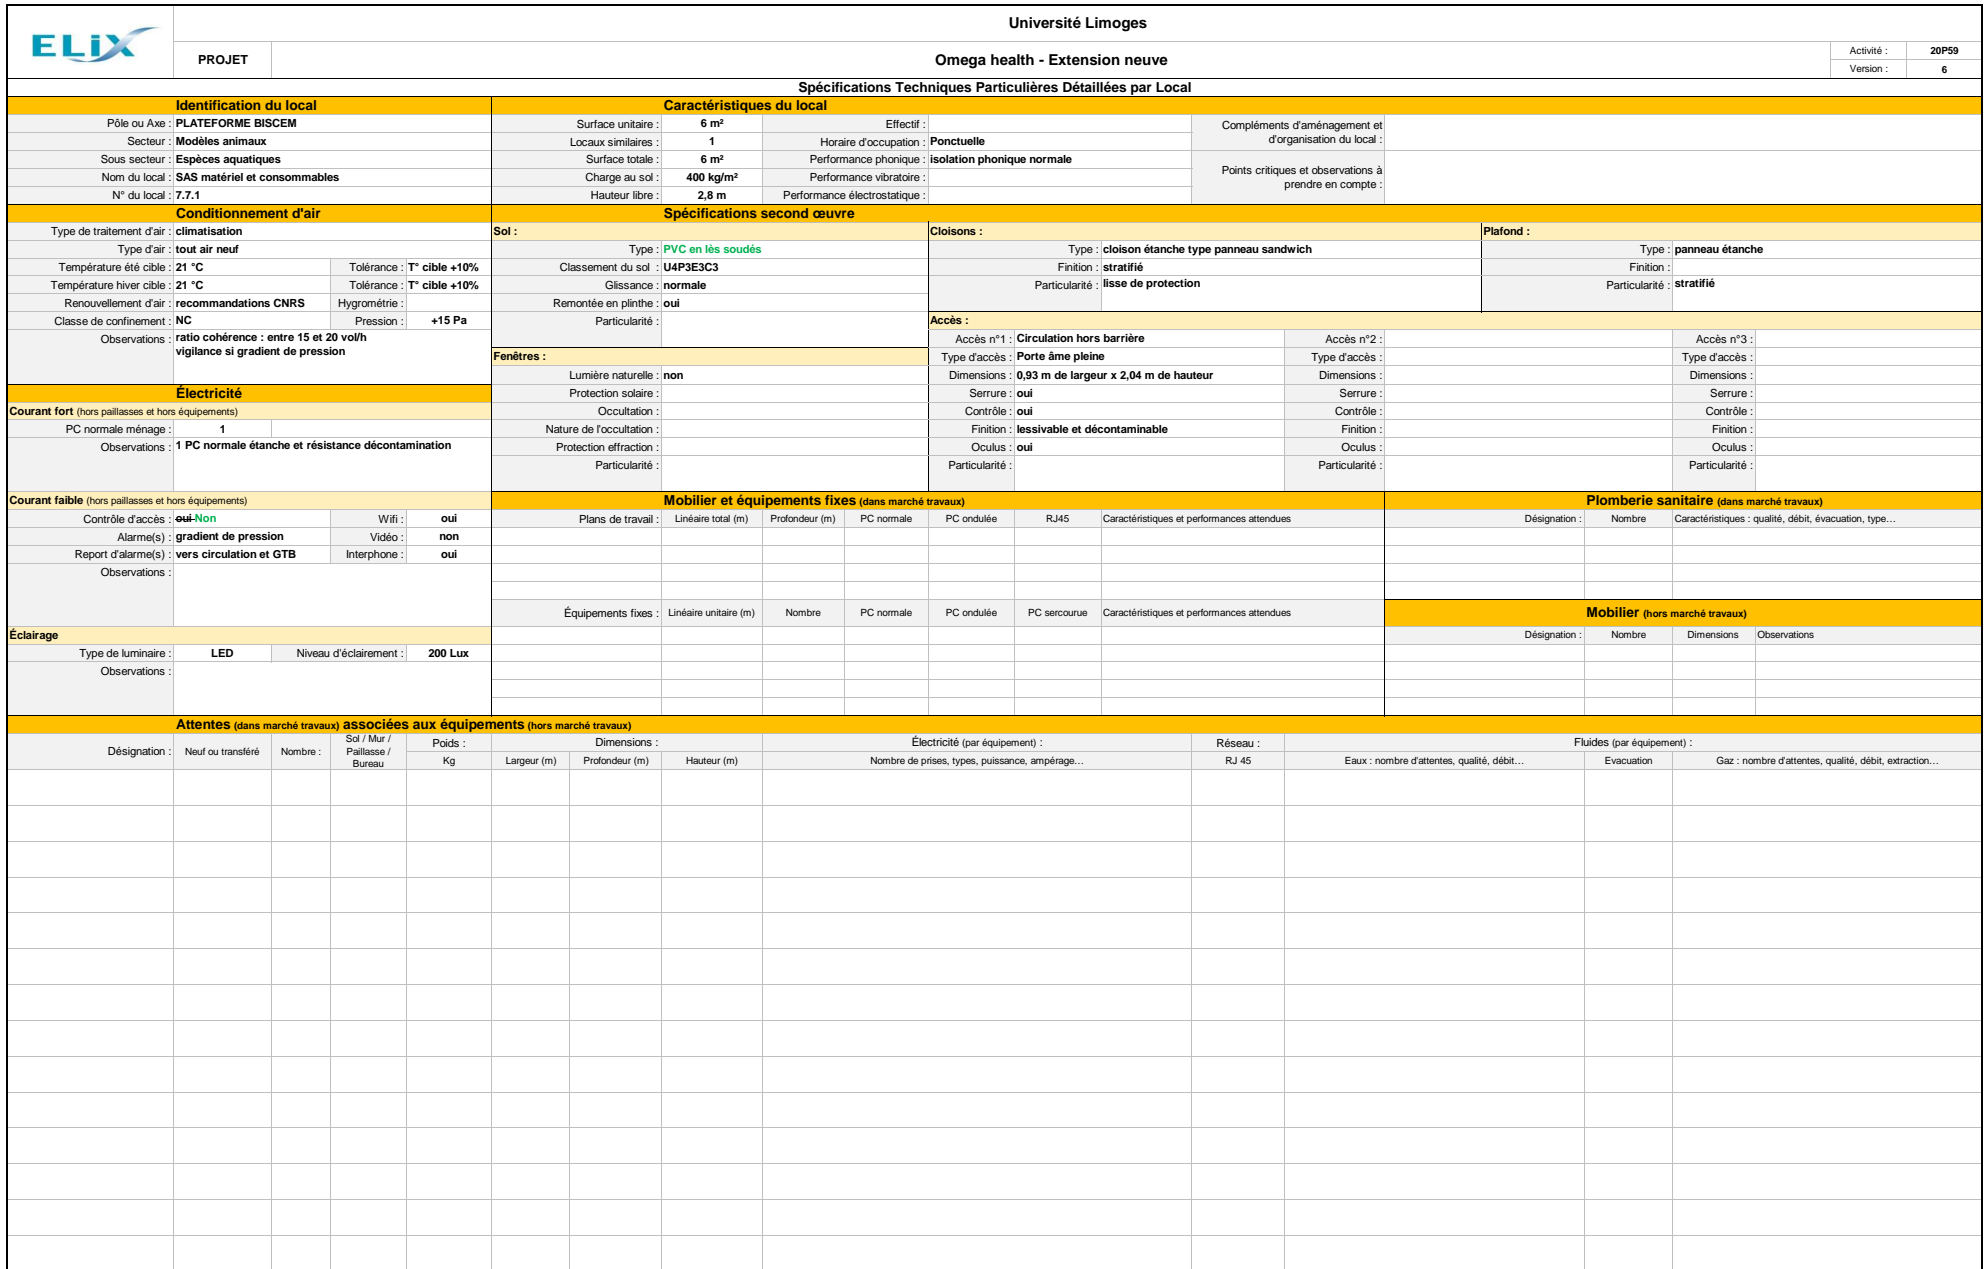 ELiX
Université Limoges
PROJET
Omega health - Extension neuve
Activité : 20P59
Version : 6
Spécifications Techniques Particulières Détaillées par Local
Identification du local
Pôle ou Axe : PLATEFORME BISCEM
Secteur : Modèles animaux
Sous secteur : Espèces aquatiques
Nom du local : SAS matériel et consommables
N° du local : 7.7.1
Caractéristiques du local
Surface unitaire : 6 m²
Locaux similaires : 1
Surface totale : 6 m²
Charge au sol : 400 kg/m²
Hauteur libre : 2,8 m
Effectif :
Horaire d'occupation : Ponctuelle
Performance phonique : isolation phonique normale
Performance vibratoire :
Performance électrostatique :
Compléments d'aménagement et
d'organisation du local :
Points critiques et observations à
prendre en compte :
Conditionnement d'air
Type de traitement d'air : climatisation
Type d'air : tout air neuf
Température été cible : 21 °C Tolérance : T° cible +10%
Température hiver cible : 21 °C Tolérance : T° cible +10%
Renouvellement d'air : recommandations CNRS Hygrométrie :
Classe de confinement : NC Pression : +15 Pa
Observations : ratio cohérence : entre 15 et 20 vol/h
vigilance si gradient de pression
Spécifications second œuvre
Sol :
Type : PVC en lès soudés
Classement du sol : U4P3E3C3
Glissance : normale
Remontée en plinthe : oui
Particularité :
Cloisons :
Type : cloison étanche type panneau sandwich
Finition : stratifié
Particularité : lisse de protection
Plafond :
Type : panneau étanche
Finition :
Particularité : stratifié
Fenêtres :
Lumière naturelle : non
Protection solaire :
Occultation :
Nature de l'occultation :
Protection effraction :
Particularité :
Accès :
Accès n°1 : Circulation hors barrière
Type d'accès : Porte âme pleine
Dimensions : 0,93 m de largeur x 2,04 m de hauteur
Serrure : oui
Contrôle : oui
Finition : lessivable et décontaminable
Oculus : oui
Particularité :
Accès n°2 :
Type d'accès :
Dimensions :
Serrure :
Contrôle :
Finition :
Oculus :
Particularité :
Accès n°3 :
Type d'accès :
Dimensions :
Serrure :
Contrôle :
Finition :
Oculus :
Particularité :
Électricité
Courant fort (hors paillasses et hors équipements)
PC normale ménage : 1
Observations : 1 PC normale étanche et résistance décontamination
Courant faible (hors paillasses et hors équipements)
Contrôle d'accès : oui Non Wifi : oui
Alarme(s) : gradient de pression Vidéo : non
Report d'alarme(s) : vers circulation et GTB Interphone : oui
Observations :
Éclairage
Type de luminaire : LED Niveau d'éclairement : 200 Lux
Observations :
Mobilier et équipements fixes (dans marché travaux)
Plans de travail : Linéaire total (m) Profondeur (m) PC normale PC ondulée RJ45 Caractéristiques et performances attendues
Équipements fixes : Linéaire unitaire (m) Nombre PC normale PC ondulée PC sercourue Caractéristiques et performances attendues
Plomberie sanitaire (dans marché travaux)
Désignation : Nombre Caractéristiques : qualité, débit, évacuation, type…
Mobilier (hors marché travaux)
Désignation : Nombre Dimensions Observations
Attentes (dans marché travaux) associées aux équipements (hors marché travaux)
Désignation : Neuf ou transféré Nombre : Sol / Mur /
Paillasse /
Bureau
Poids : Dimensions : Électricité (par équipement) : Réseau : Fluides (par équipement) :
Kg Largeur (m) Profondeur (m) Hauteur (m) Nombre de prises, types, puissance, ampérage… RJ 45 Eaux : nombre d'attentes, qualité, débit… Evacuation Gaz : nombre d'attentes, qualité, débit, extraction…